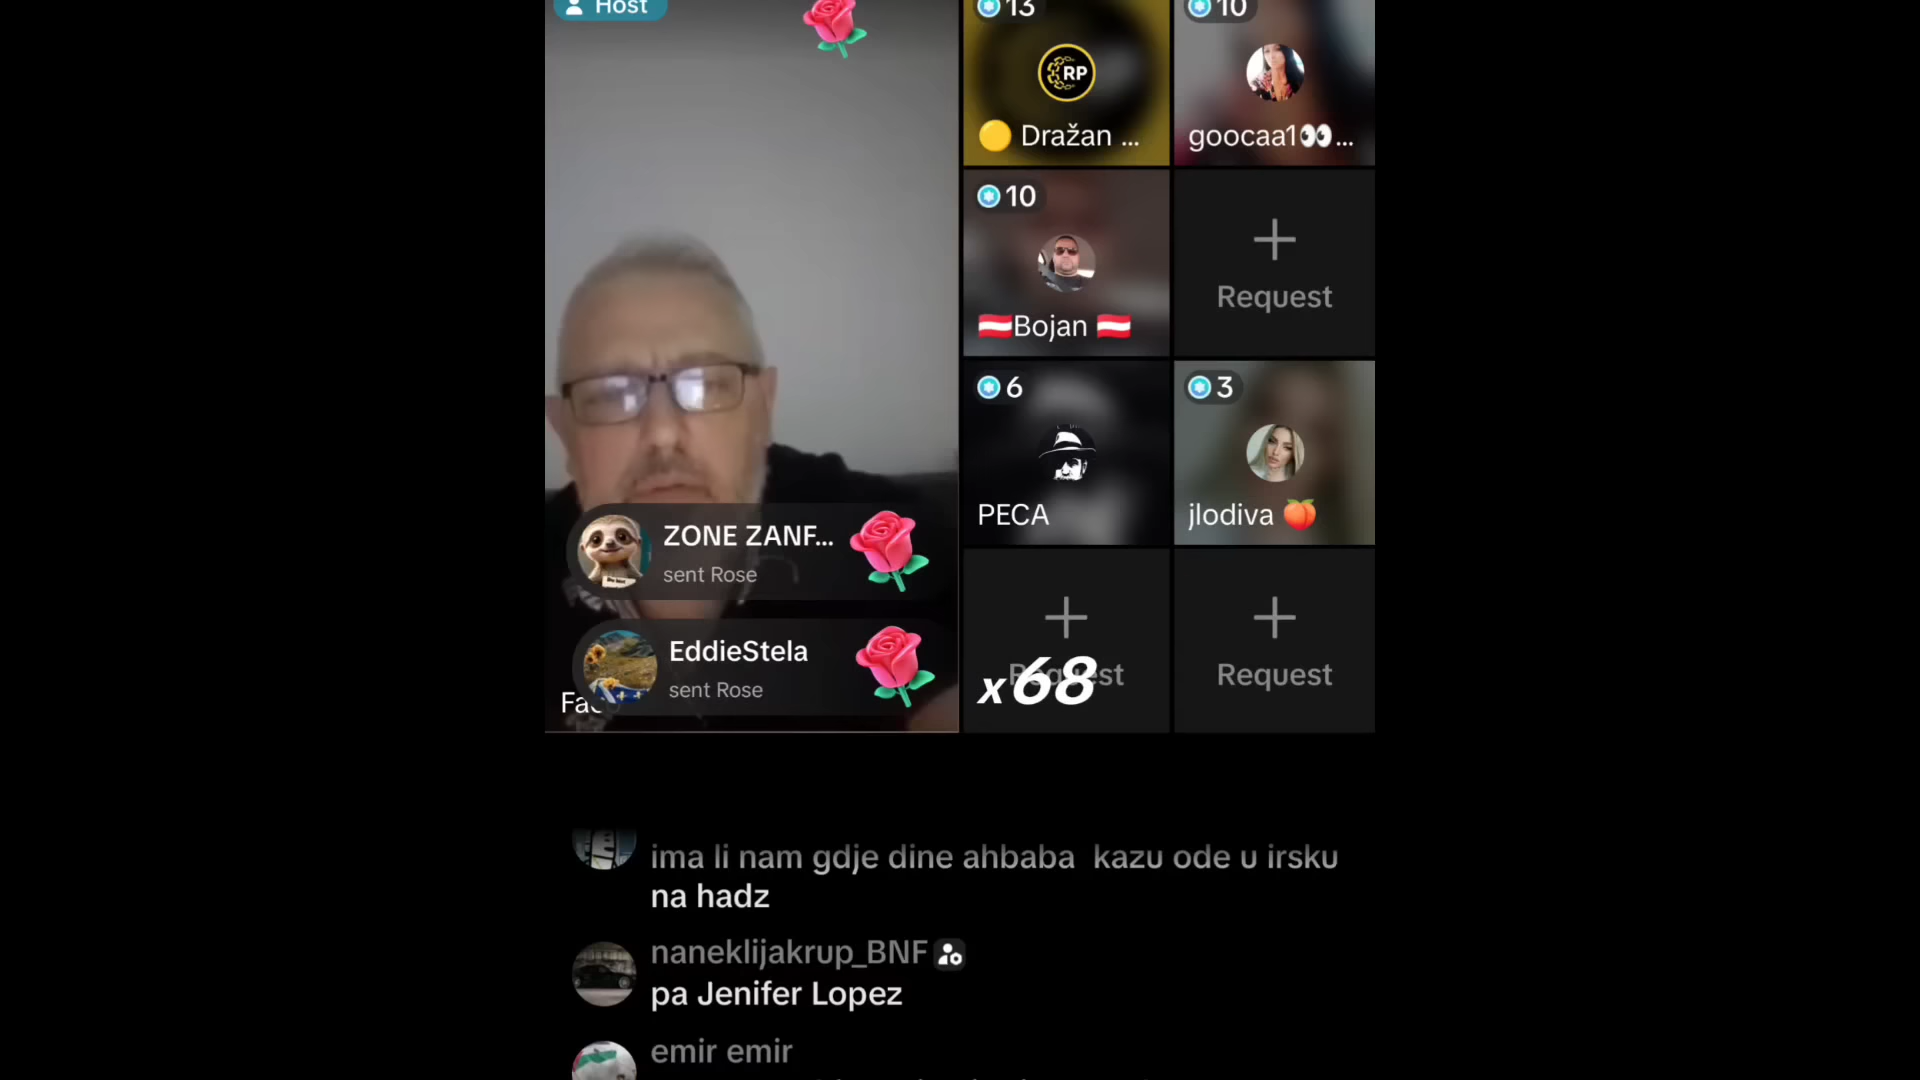 Host
13
10
RP
Dražan ...
goocaa1👀...
10
Request
🇦🇹Bojan 🇦🇹
6
3
PECA
jlodiva 🍑
ZONE ZANF...
sent Rose
EddieStela
sent Rose
x68
Request
Request
ima li nam gdje dine ahbaba kazu ode u irsku
na hadz
naneklijakrup_BNF
pa Jenifer Lopez
emir emir